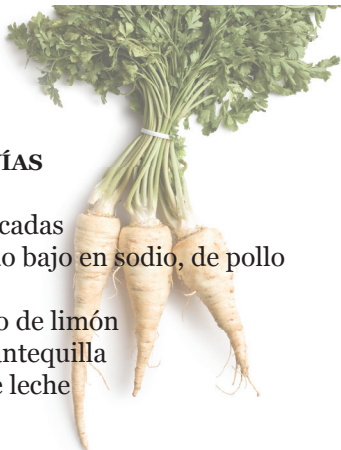 ÍAS
cadas
o bajo en sodio, de pollo
o de limón
ntequilla
e leche